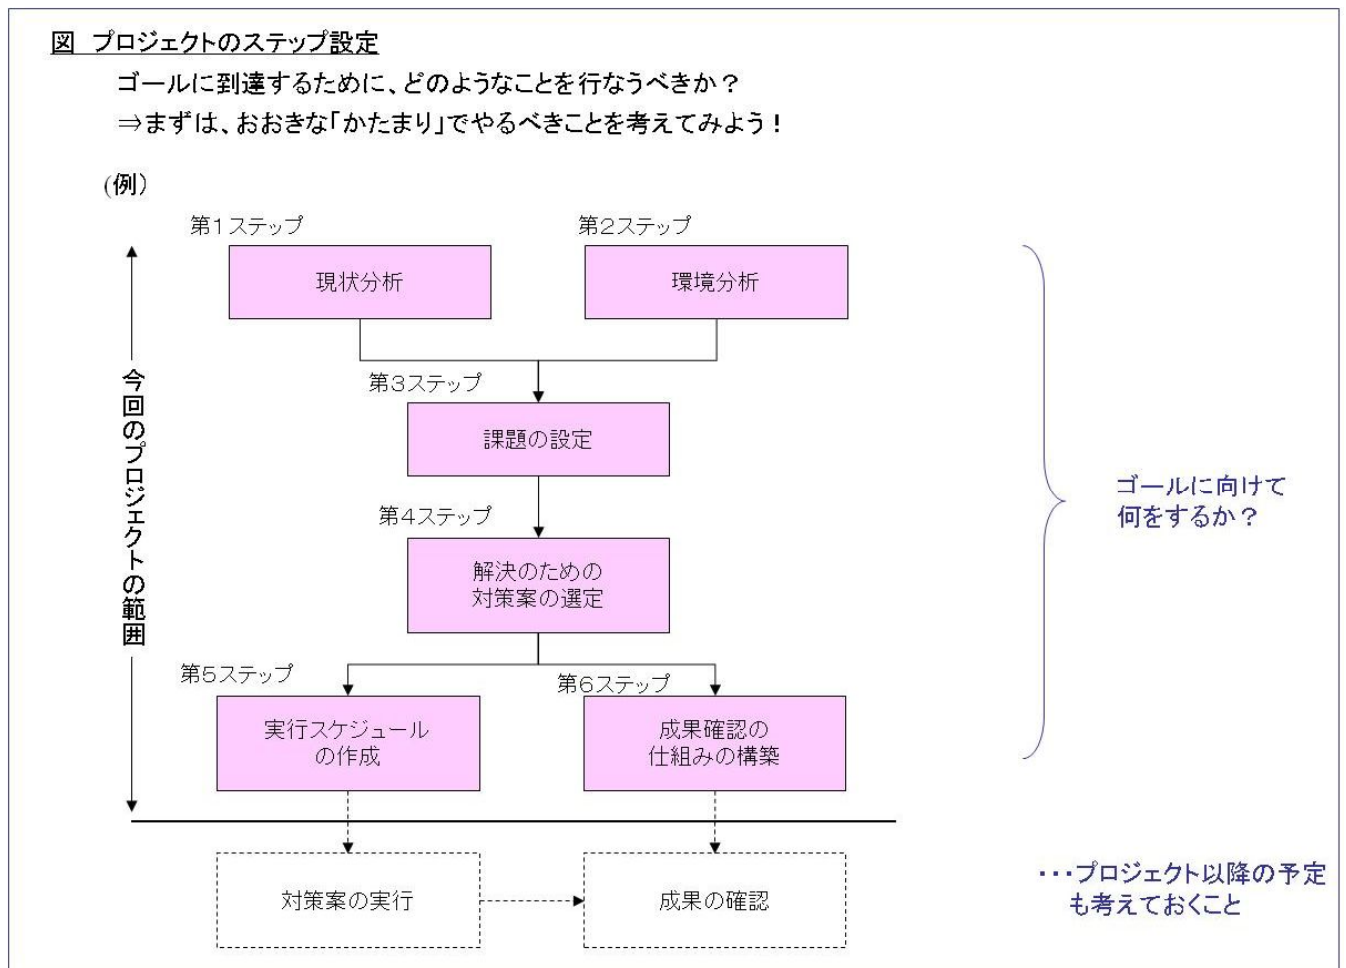 図 プロジェクトのステップ設定
ゴールに到達するために、どのようなことを行なうべきか？
⇒まずは、おおきな「かたまり」でやるべきことを考えてみよう！
(例）
第１ステップ
第２ステップ
現状分析
環境分析
今回のプロジェクトの範囲
第３ステップ
課題の設定
ゴールに向けて
何をするか？
第４ステップ
解決のための
対策案の選定
第５ステップ
第６ステップ
実行スケジュール
の作成
成果確認の
仕組みの構築
対策案の実行
成果の確認
・・・プロジェクト以降の予定
も考えておくこと